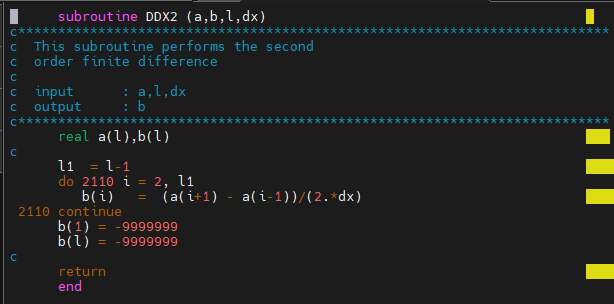 subroutine DDX2 (a,b,l,dx)
c*******************************************************************************
c  This subroutine performs the second
c  order finite difference
c
c  input       : a,l,dx
c  output      : b
c*******************************************************************************
      real a(l),b(l)
c
      l1  = l-1
      do 2110 i = 2, l1
         b(i)   =  (a(i+1) - a(i-1))/(2.*dx)
 2110 continue
      b(1) = -9999999
      b(l) = -9999999
c
      return
      end